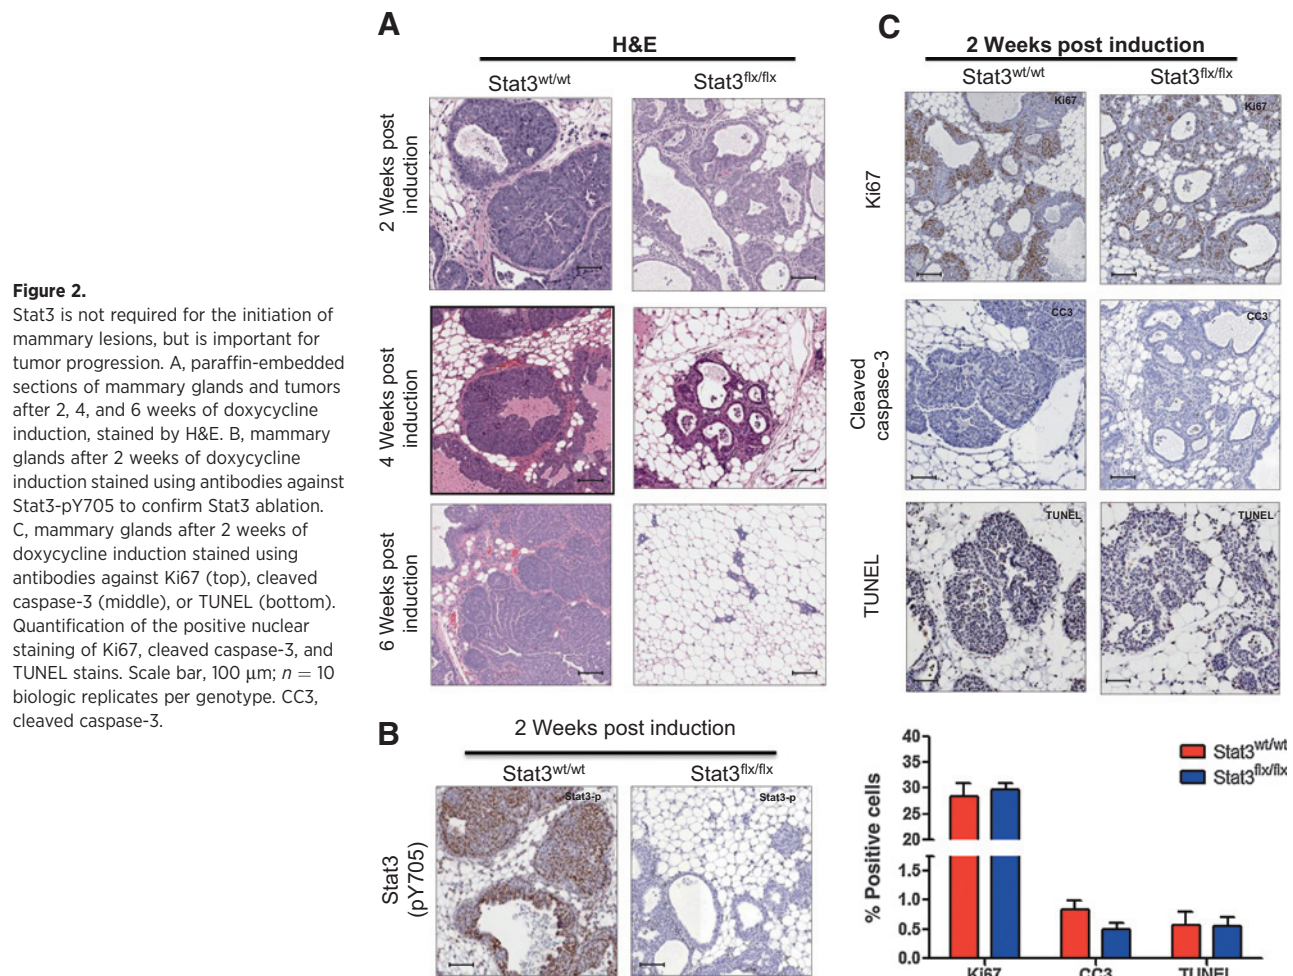 Figure 2.
Stat3 is not required for the initiation of
mammary lesions, but is important for
tumor progression. A, paraffin-embedded
sections of mammary glands and tumors
after 2, 4, and 6 weeks of doxycycline
induction, stained by H&E. B, mammary
glands after 2 weeks of doxycycline
induction stained using antibodies against
Stat3-pY705 to confirm Stat3 ablation.
C, mammary glands after 2 weeks of
doxycycline induction stained using
antibodies against Ki67 (top), cleaved
caspase-3 (middle), or TUNEL (bottom).
Quantification of the positive nuclear
staining of Ki67, cleaved caspase-3, and
TUNEL stains. Scale bar, 100 μm; n = 10
biologic replicates per genotype. CC3,
cleaved caspase-3.
A
H&E
Stat3wt/wt Stat3flx/flx
2 Weeks post
induction
4 Weeks post
induction
6 Weeks post
induction
B
2 Weeks post induction
Stat3wt/wt Stat3flx/flx
Stat3
(pY705)
Stat3-p
Stat3-p
C
2 Weeks post induction
Stat3wt/wt Stat3flx/flx
Ki67
Ki67
Ki67
Cleaved
caspase-3
CC3
CC3
TUNEL
TUNEL
TUNEL
% Positive cells
40
30
20
1.5
1.0
0.5
0.0
Ki67 CC3 TUNEL
Stat3wt/wt
Stat3flx/flx